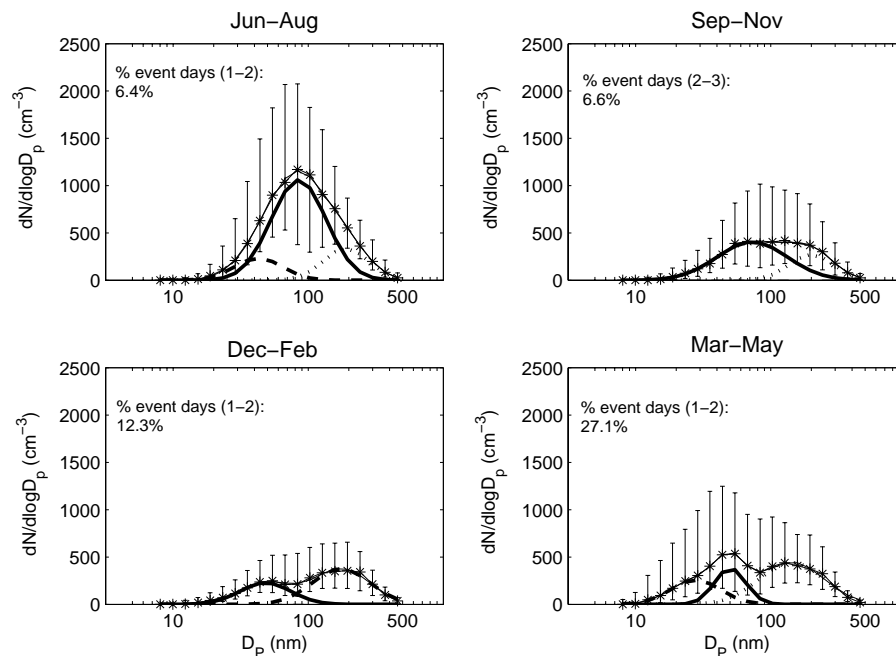 Jun−Aug
2500
2000
1500
1000
500
0
dN/dlogD_p (cm^−3)
% event days (1−2):
6.4%
10
100
500
Sep−Nov
2500
2000
1500
1000
500
0
dN/dlogD_p (cm^−3)
% event days (2−3):
6.6%
10
100
500
Dec−Feb
2500
2000
1500
1000
500
0
dN/dlogD_p (cm^−3)
% event days (1−2):
12.3%
10
100
500
D_P (nm)
Mar−May
2500
2000
1500
1000
500
0
dN/dlogD_p (cm^−3)
% event days (1−2):
27.1%
10
100
500
D_P (nm)